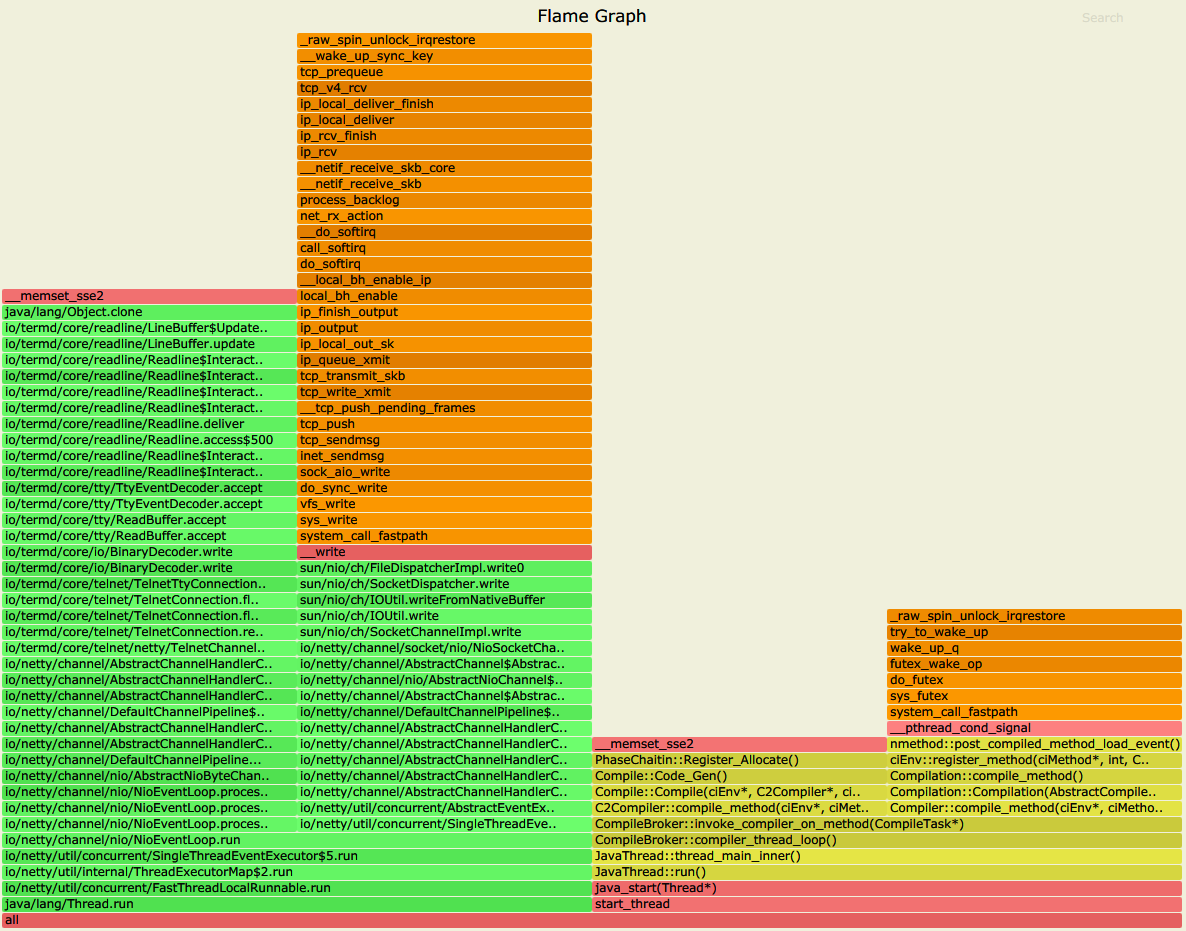 Flame Graph
Search
_raw_spin_unlock_irqrestore
__wake_up_sync_key
tcp_prequeue
tcp_v4_rcv
ip_local_deliver_finish
ip_local_deliver
ip_rcv_finish
ip_rcv
__netif_receive_skb_core
__netif_receive_skb
process_backlog
net_rx_action
__do_softirq
call_softirq
do_softirq
__local_bh_enable_ip
__memset_sse2 local_bh_enable
java/lang/Object.clone ip_finish_output
io/termd/core/readline/LineBuffer$Update.. ip_output
io/termd/core/readline/LineBuffer.update ip_local_out_sk
io/termd/core/readline/Readline$Interact.. ip_queue_xmit
io/termd/core/readline/Readline$Interact.. tcp_transmit_skb
io/termd/core/readline/Readline$Interact.. tcp_write_xmit
io/termd/core/readline/Readline$Interact.. __tcp_push_pending_frames
io/termd/core/readline/Readline.deliver tcp_push
io/termd/core/readline/Readline.access$500 tcp_sendmsg
io/termd/core/readline/Readline$Interact.. inet_sendmsg
io/termd/core/readline/Readline$Interact.. sock_aio_write
io/termd/core/tty/TtyEventDecoder.accept do_sync_write
io/termd/core/tty/TtyEventDecoder.accept vfs_write
io/termd/core/tty/ReadBuffer.accept sys_write
io/termd/core/tty/ReadBuffer.accept system_call_fastpath
io/termd/core/io/BinaryDecoder.write __write
io/termd/core/io/BinaryDecoder.write sun/nio/ch/FileDispatcherImpl.write0
io/termd/core/telnet/TelnetTtyConnection.. sun/nio/ch/SocketDispatcher.write
io/termd/core/telnet/TelnetConnection.fl.. sun/nio/ch/IOUtil.writeFromNativeBuffer
io/termd/core/telnet/TelnetConnection.fl.. sun/nio/ch/IOUtil.write _raw_spin_unlock_irqrestore
io/termd/core/telnet/TelnetConnection.re.. sun/nio/ch/SocketChannelImpl.write try_to_wake_up
io/termd/core/telnet/netty/TelnetChannel.. io/netty/channel/socket/nio/NioSocketCha.. wake_up_q
io/netty/channel/AbstractChannelHandlerC.. io/netty/channel/AbstractChannel$Abstrac.. futex_wake_op
io/netty/channel/AbstractChannelHandlerC.. io/netty/channel/nio/AbstractNioChannel$.. do_futex
io/netty/channel/AbstractChannelHandlerC.. io/netty/channel/AbstractChannel$Abstrac.. sys_futex
io/netty/channel/DefaultChannelPipeline$.. io/netty/channel/DefaultChannelPipeline$.. system_call_fastpath
io/netty/channel/AbstractChannelHandlerC.. io/netty/channel/AbstractChannelHandlerC.. __pthread_cond_signal
io/netty/channel/AbstractChannelHandlerC.. io/netty/channel/AbstractChannelHandlerC.. __memset_sse2 nmethod::post_compiled_method_load_event()
io/netty/channel/DefaultChannelPipeline... io/netty/channel/AbstractChannelHandlerC.. PhaseChaitin::Register_Allocate() ciEnv::register_method(ciMethod*, int, C..
io/netty/channel/nio/AbstractNioByteChan.. io/netty/channel/AbstractChannelHandlerC.. Compile::Code_Gen() Compilation::compile_method()
io/netty/channel/nio/NioEventLoop.proces.. io/netty/channel/AbstractChannelHandlerC.. Compile::Compile(ciEnv*, C2Compiler*, ci.. Compilation::Compilation(AbstractCompile..
io/netty/channel/nio/NioEventLoop.proces.. io/netty/util/concurrent/AbstractEventEx.. C2Compiler::compile_method(ciEnv*, ciMet.. Compiler::compile_method(ciEnv*, ciMetho..
io/netty/channel/nio/NioEventLoop.proces.. io/netty/util/concurrent/SingleThreadEve.. CompileBroker::invoke_compiler_on_method(CompileTask*)
io/netty/channel/nio/NioEventLoop.run CompileBroker::compiler_thread_loop()
io/netty/util/concurrent/SingleThreadEventExecutor$5.run JavaThread::thread_main_inner()
io/netty/util/internal/ThreadExecutorMap$2.run JavaThread::run()
io/netty/util/concurrent/FastThreadLocalRunnable.run java_start(Thread*)
java/lang/Thread.run start_thread
all